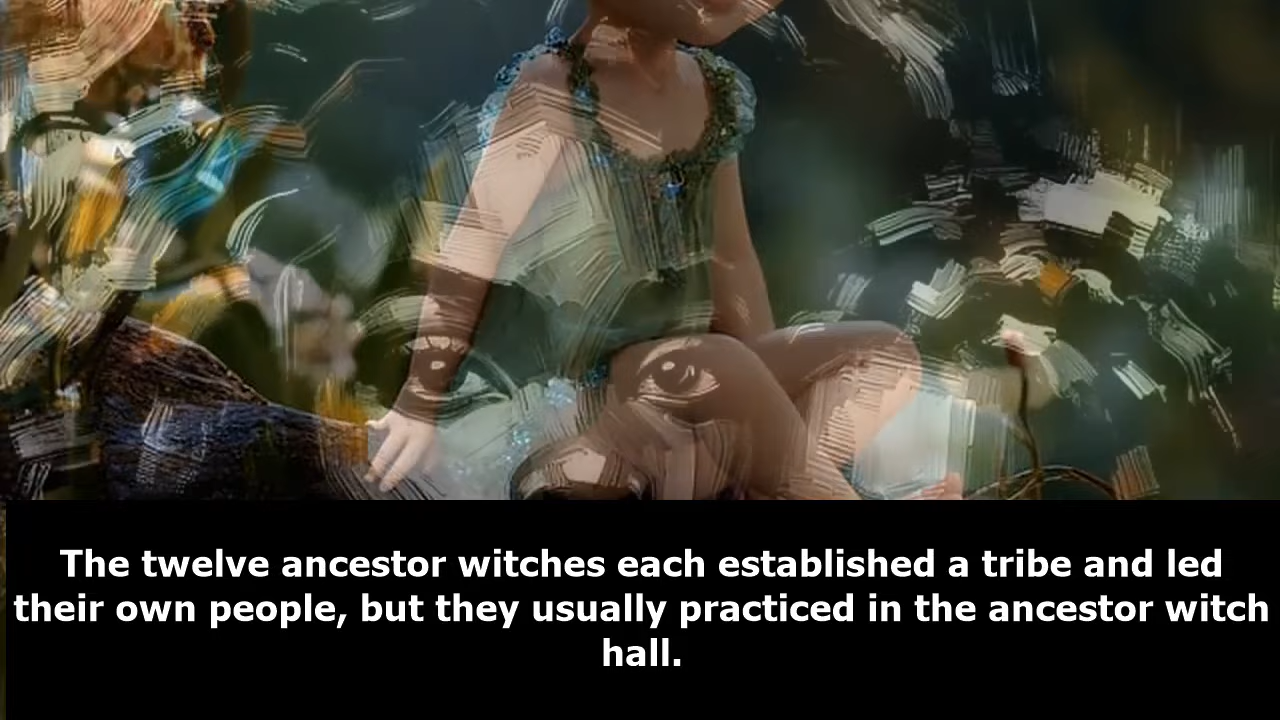 The twelve ancestor witches each established a tribe and led
their own people, but they usually practiced in the ancestor witch
hall.